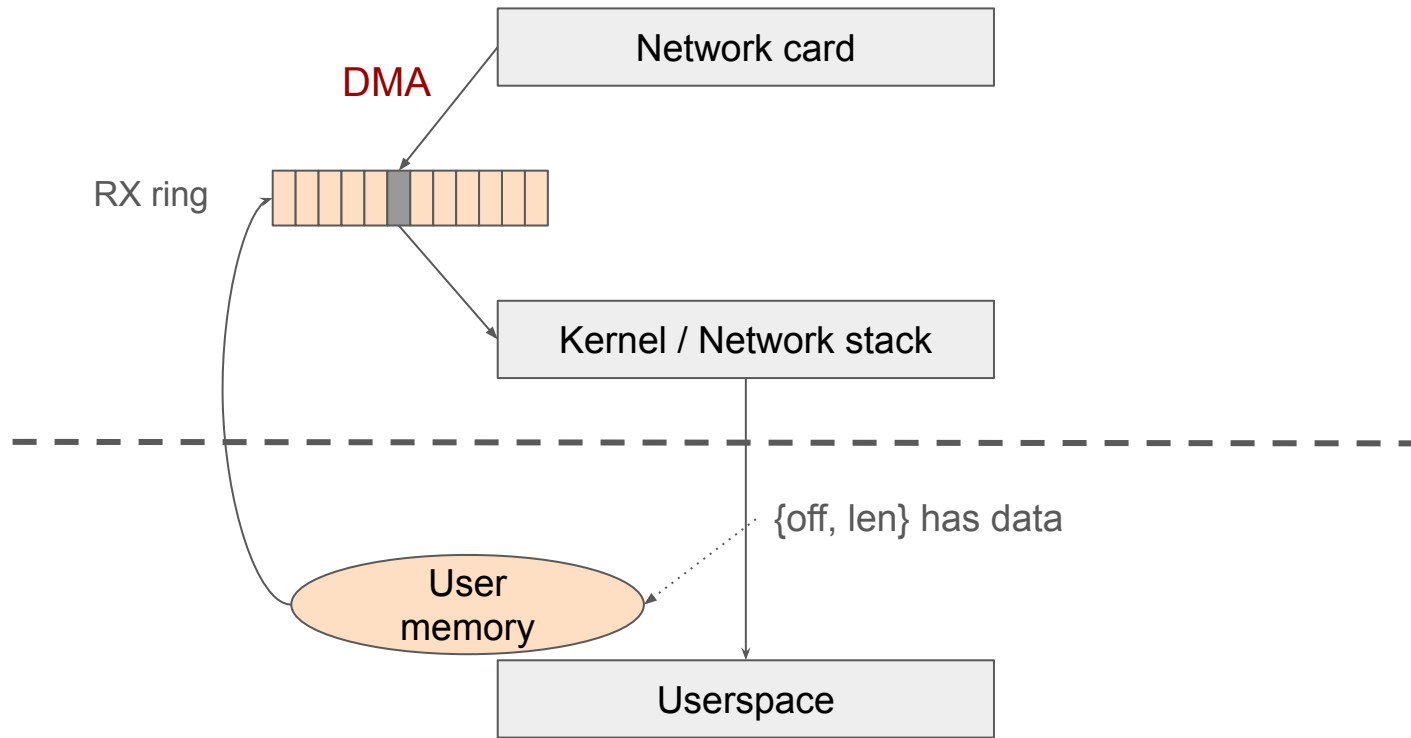 Network card
DMA
RX ring
Kernel / Network stack
{off, len} has data
User
memory
Userspace